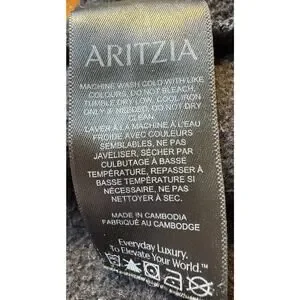 ARITZIA
MACHINE WASH COLD WITH LIKE
COLOURS, DO NOT BLEACH,
TUMBLE DRY LOW, COOL IRON
ONLY IF NEEDED, DO NOT DRY
CLEAN.
LAVER À LA MACHINE À L'EAU
FROIDE AVEC COULEURS
SEMBLABLES, NE PAS
JAVELISER, SÉCHER PAR
CULBUTAGE À BASSE
TEMPÉRATURE, REPASSER À
BASSE TEMPÉRATURE SI
NÉCESSAIRE, NE PAS
NETTOYER À SEC.
MADE IN CAMBODIA
FABRIQUÉ AU CAMBODGE
Everyday Luxury.
To Elevate Your World.™